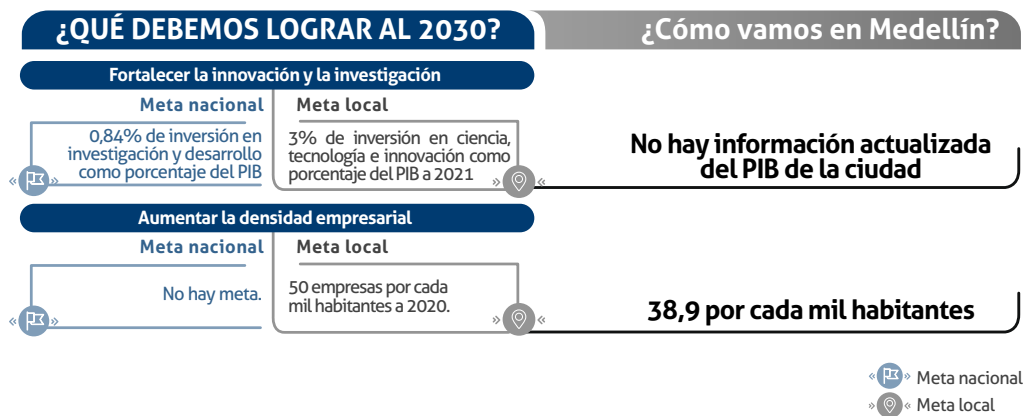 ¿QUÉ DEBEMOS LOGRAR AL 2030?
¿Cómo vamos en Medellín?
Fortalecer la innovación y la investigación
Meta nacional
0,84% de inversión en
investigación y desarrollo
como porcentaje del PIB
Meta local
3% de inversión en ciencia,
tecnología e innovación como
porcentaje del PIB a 2021
No hay información actualizada
del PIB de la ciudad
Aumentar la densidad empresarial
Meta nacional
No hay meta.
Meta local
50 empresas por cada
mil habitantes a 2020.
38,9 por cada mil habitantes
Meta nacional
Meta local